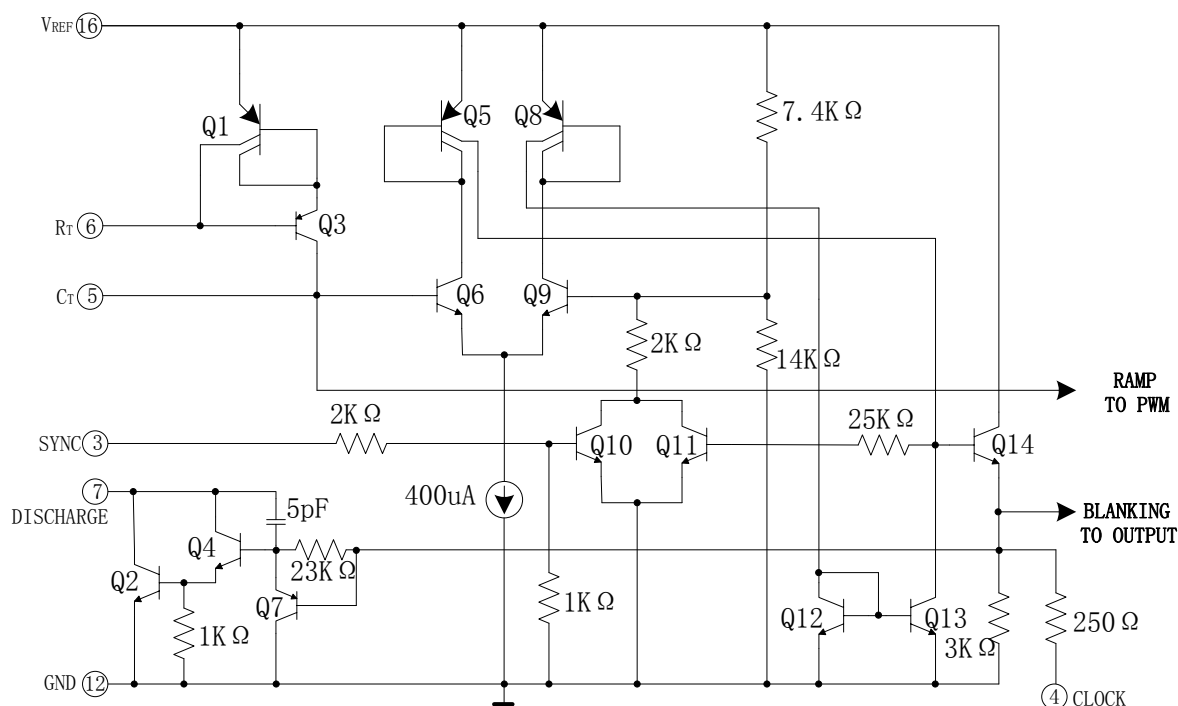 VREF 16
Q1
Q5
Q8
7.4KΩ
RT 6
Q3
CT 5
Q6
Q9
2KΩ
14KΩ
RAMP
TO PWM
2KΩ
25KΩ
SYNC 3
Q10
Q11
Q14
7
DISCHARGE
400uA
5pF
BLANKING
TO OUTPUT
Q4
23KΩ
Q2
Q7
1KΩ
1KΩ
Q12
Q13
3KΩ
250Ω
GND 12
4 CLOCK